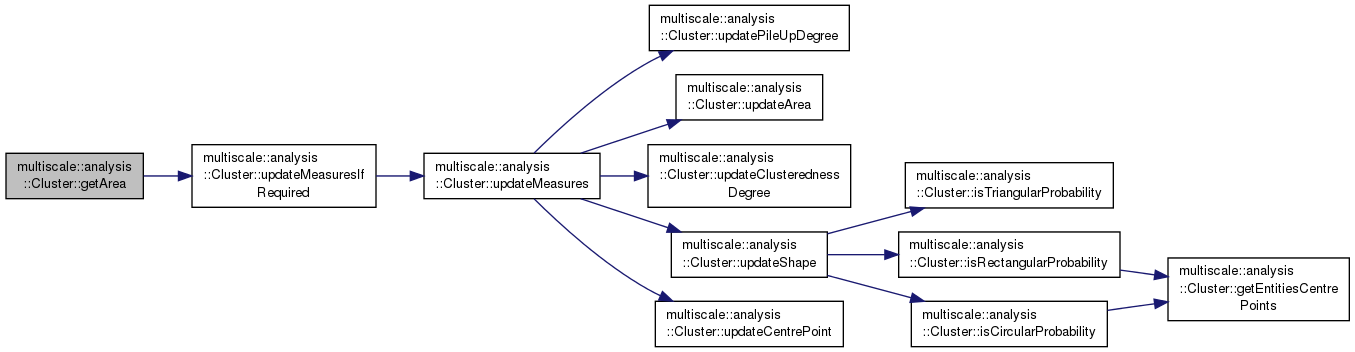 multiscale::analysis
::Cluster::getArea
multiscale::analysis
::Cluster::updateMeasuresIf
Required
multiscale::analysis
::Cluster::updateMeasures
multiscale::analysis
::Cluster::updatePileUpDegree
multiscale::analysis
::Cluster::updateArea
multiscale::analysis
::Cluster::updateClusteredness
Degree
multiscale::analysis
::Cluster::updateShape
multiscale::analysis
::Cluster::updateCentrePoint
multiscale::analysis
::Cluster::isTriangularProbability
multiscale::analysis
::Cluster::isRectangularProbability
multiscale::analysis
::Cluster::isCircularProbability
multiscale::analysis
::Cluster::getEntitiesCentre
Points